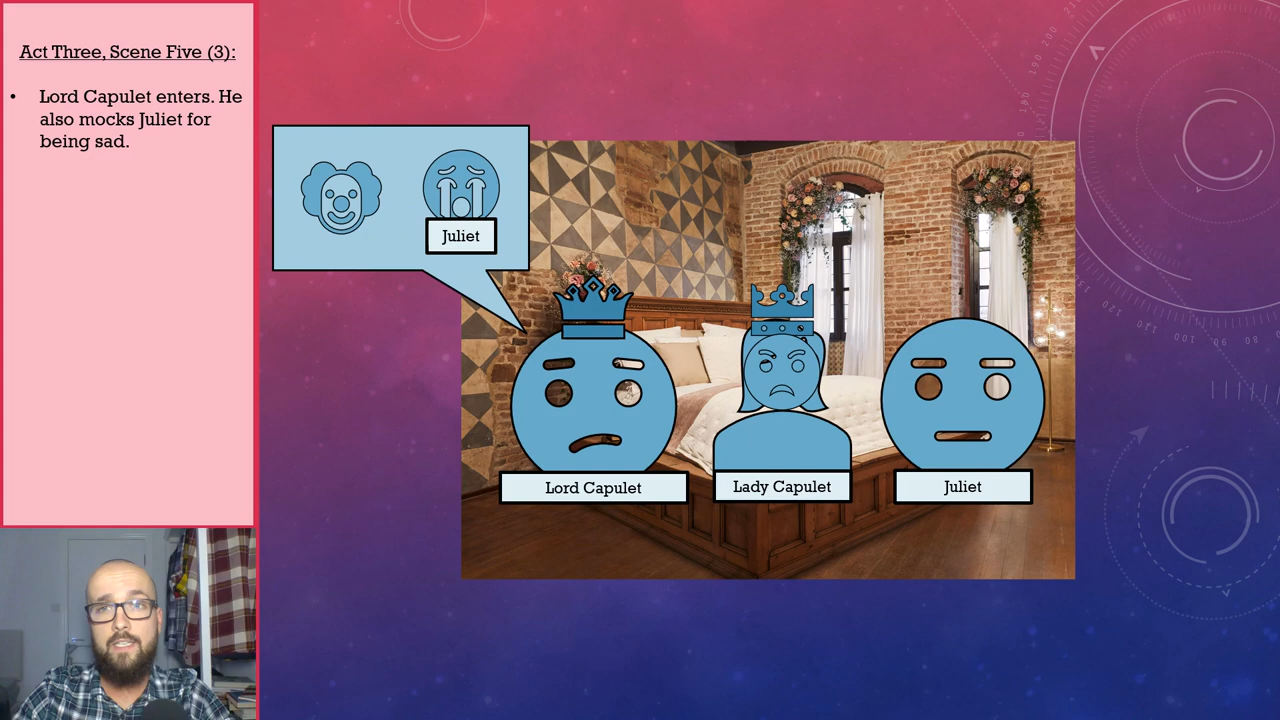 Act Three, Scene Five (3):
• Lord Capulet enters. He
also mocks Juliet for
being sad.
Juliet
Lord Capulet
Lady Capulet
Juliet